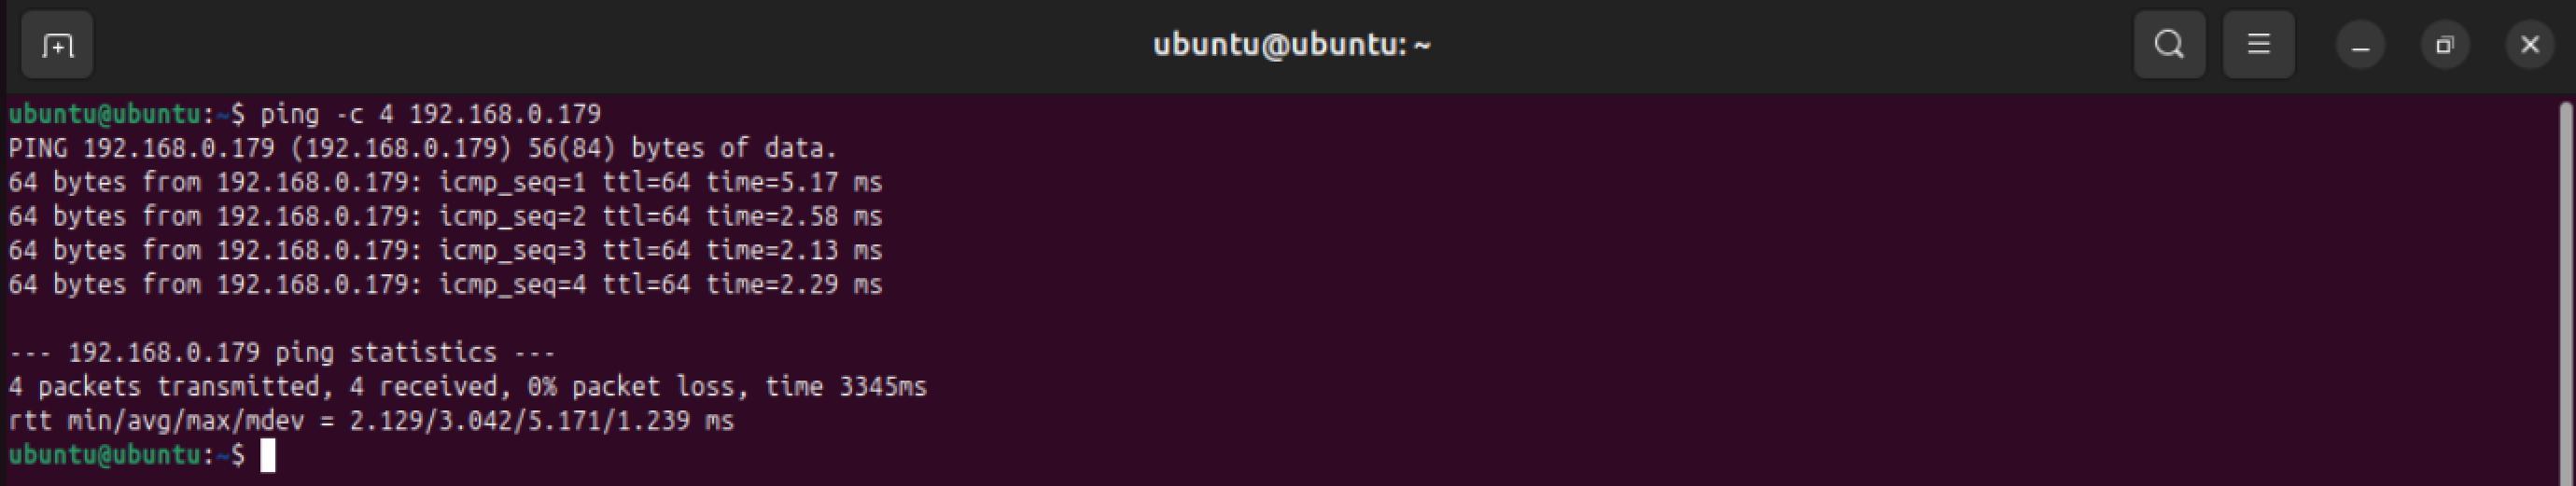 ubuntu@ubuntu: ~
ubuntu@ubuntu:~$ ping -c 4 192.168.0.179
PING 192.168.0.179 (192.168.0.179) 56(84) bytes of data.
64 bytes from 192.168.0.179: icmp_seq=1 ttl=64 time=5.17 ms
64 bytes from 192.168.0.179: icmp_seq=2 ttl=64 time=2.58 ms
64 bytes from 192.168.0.179: icmp_seq=3 ttl=64 time=2.13 ms
64 bytes from 192.168.0.179: icmp_seq=4 ttl=64 time=2.29 ms
--- 192.168.0.179 ping statistics ---
4 packets transmitted, 4 received, 0% packet loss, time 3345ms
rtt min/avg/max/mdev = 2.129/3.042/5.171/1.239 ms
ubuntu@ubuntu:~$